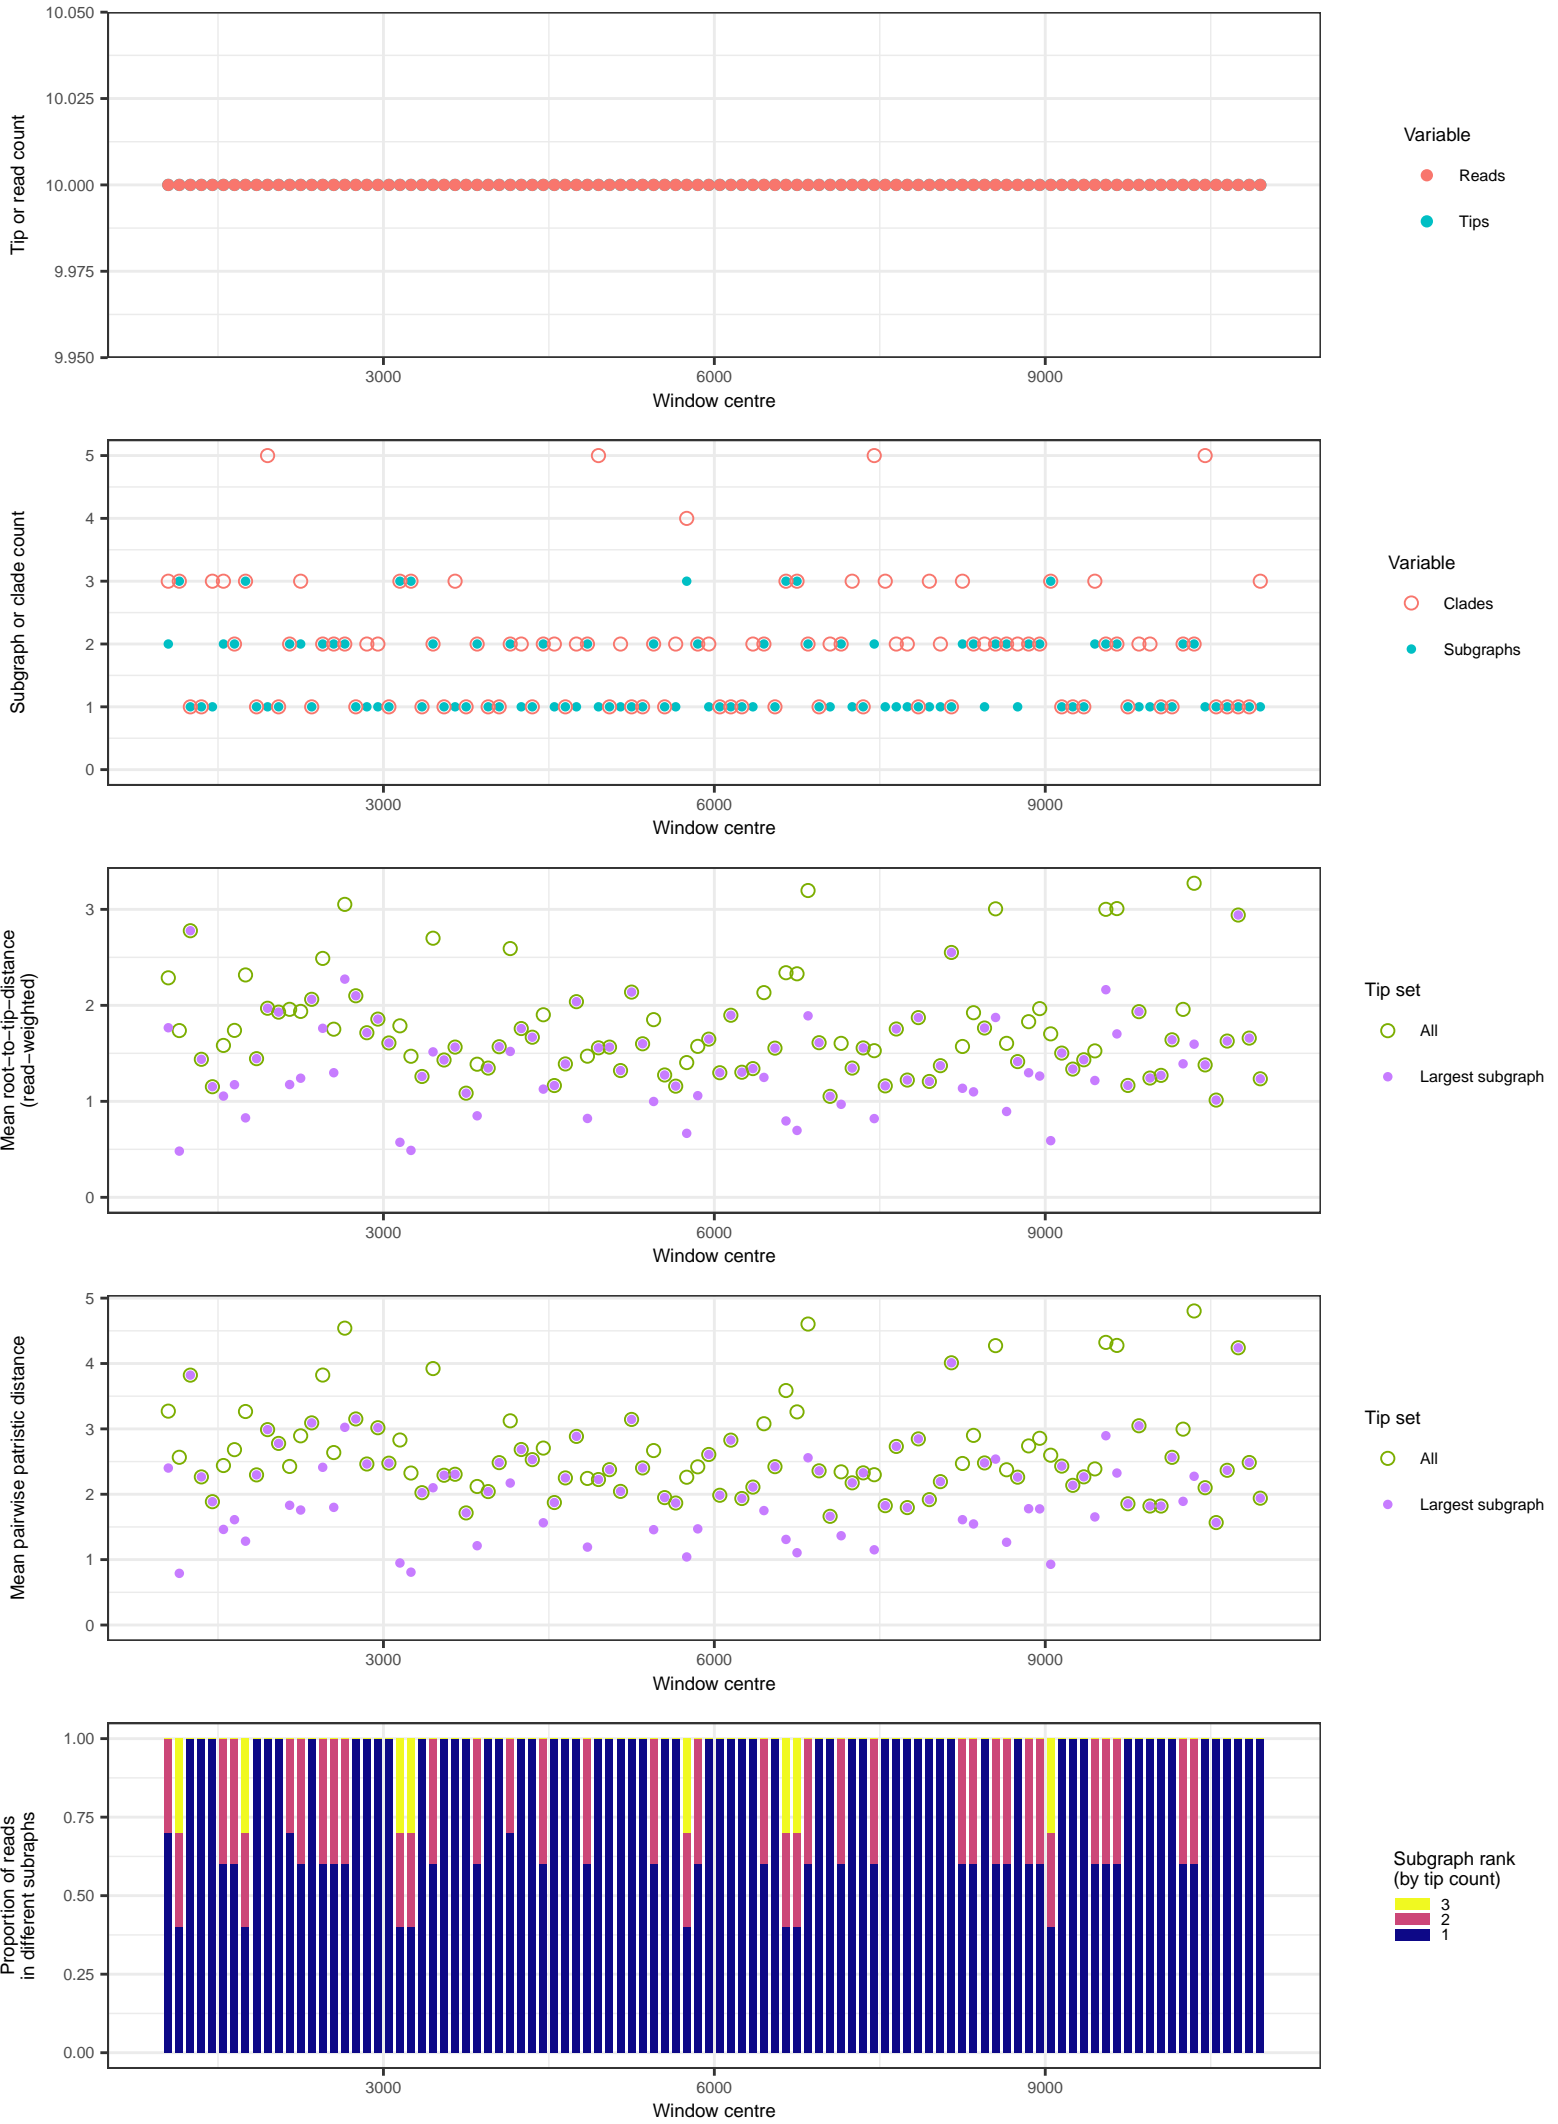 10.050
10.025
10.000
9.975
9.950
Tip or read count
3000
6000
9000
Window centre
Variable
Reads
Tips
5
4
3
2
1
0
Subgraph or clade count
3000
6000
9000
Window centre
Variable
Clades
Subgraphs
3
2
1
0
Mean root−to−tip−distance
(read−weighted)
3000
6000
9000
Window centre
Tip set
All
Largest subgraph
5
4
3
2
1
0
Mean pairwise patristic distance
3000
6000
9000
Window centre
Tip set
All
Largest subgraph
1.00
0.75
0.50
0.25
0.00
Proportion of reads
in different subraphs
3000
6000
9000
Window centre
Subgraph rank
(by tip count)
3
2
1